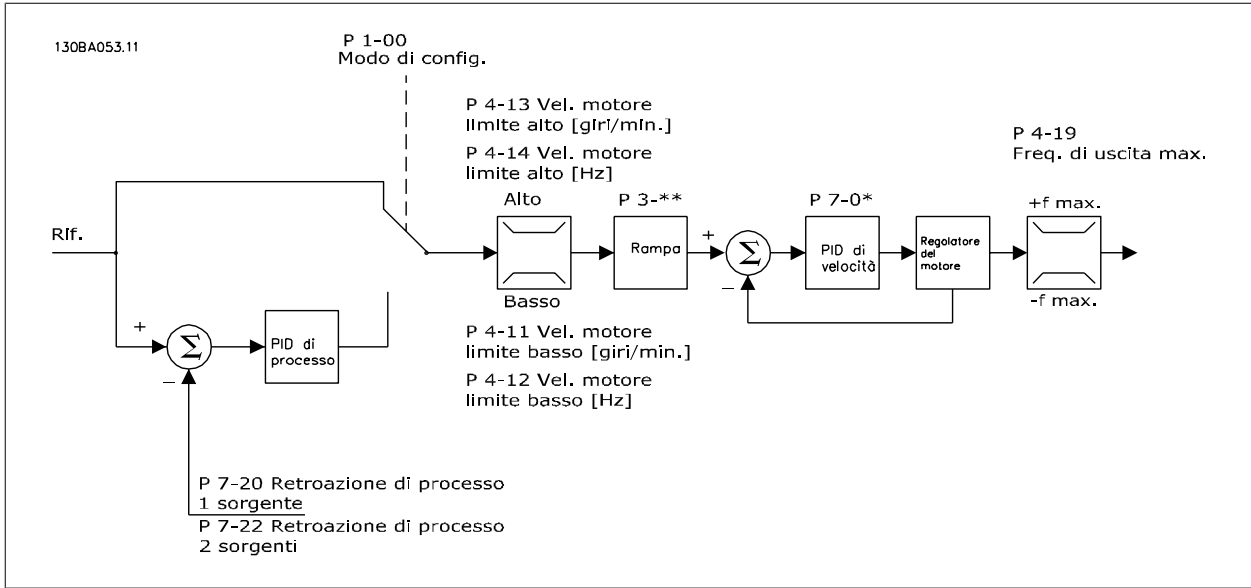 130BA053.11
P 1-00
Modo di config.
P 4-13 Vel. motore
limite alto [giri/min.]
P 4-14 Vel. motore
limite alto [Hz]
P 4-19
Freq. di uscita max.
Alto
P 3-**
P 7-0*
+f max.
Rif.
Rampa
+
Σ
−
PID di
velocità
Regolatore
del
motore
Basso
-f max.
+
Σ
−
PID di
processo
P 4-11 Vel. motore
limite basso [giri/min.]
P 4-12 Vel. motore
limite basso [Hz]
P 7-20 Retroazione di processo
1 sorgente
P 7-22 Retroazione di processo
2 sorgenti